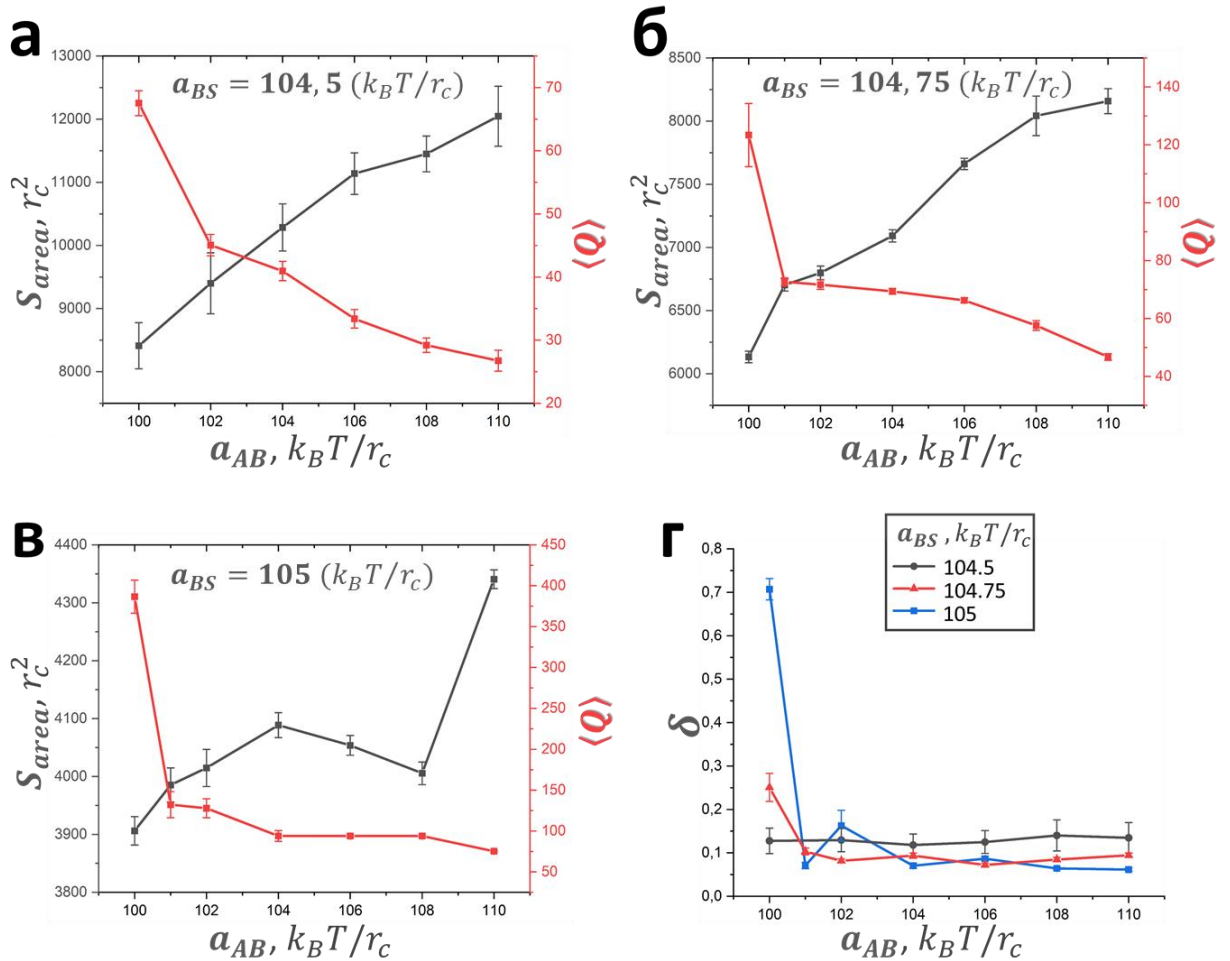 а
a_BS = 104,5 (k_BT/r_c)
13000
12000
11000
10000
9000
8000
S_area, r_c^2
70
60
50
40
30
20
⟨Q⟩
100 102 104 106 108 110
a_AB, k_BT/r_c
б
a_BS = 104,75 (k_BT/r_c)
8500
8000
7500
7000
6500
6000
S_area, r_c^2
140
120
100
80
60
40
⟨Q⟩
100 102 104 106 108 110
a_AB, k_BT/r_c
в
a_BS = 105 (k_BT/r_c)
4400
4300
4200
4100
4000
3900
3800
S_area, r_c^2
450
400
350
300
250
200
150
100
50
⟨Q⟩
100 102 104 106 108 110
a_AB, k_BT/r_c
г
a_BS, k_BT/r_c
104.5
104.75
105
0,8
0,7
0,6
0,5
0,4
0,3
0,2
0,1
0,0
δ
100 102 104 106 108 110
a_AB, k_BT/r_c